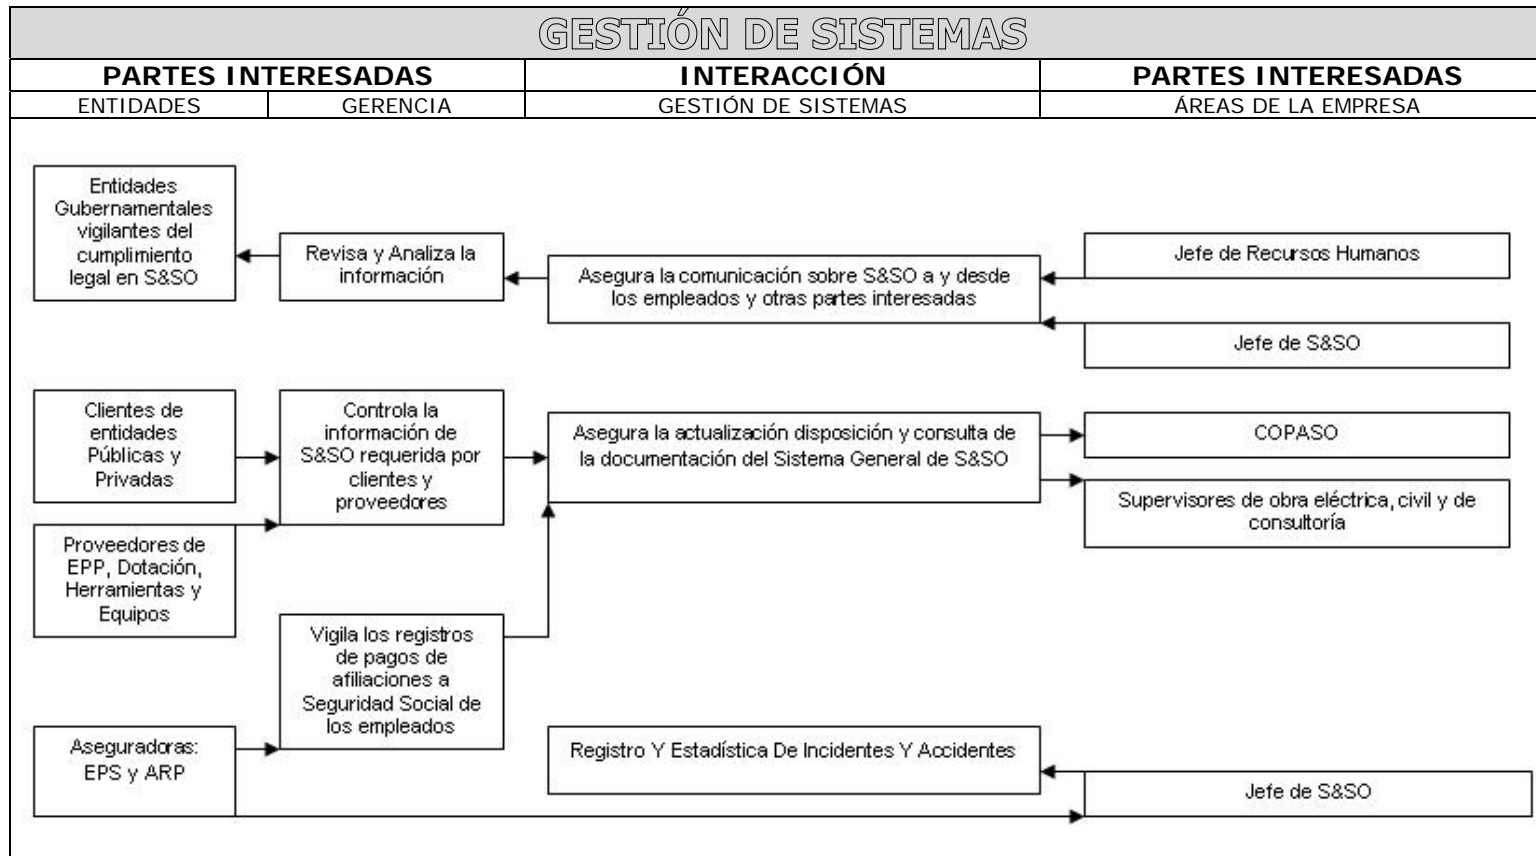 GESTIÓN DE SISTEMAS
PARTES INTERESADAS
INTERACCIÓN
PARTES INTERESADAS
ENTIDADES
GERENCIA
GESTIÓN DE SISTEMAS
ÁREAS DE LA EMPRESA
Entidades
Gubernamentales
vigilantes del
cumplimiento
legal en S&SO
Revisa y Analiza la
información
Asegura la comunicación sobre S&SO a y desde
los empleados y otras partes interesadas
Jefe de Recursos Humanos
Jefe de S&SO
Clientes de
entidades
Públicas y
Privadas
Controla la
información de
S&SO requerida por
clientes y
proveedores
Asegura la actualización disposición y consulta de
la documentación del Sistema General de S&SO
COPASO
Supervisores de obra eléctrica, civil y de
consultoría
Proveedores de
EPP, Dotación,
Herramientas y
Equipos
Vigila los registros
de pagos de
afiliaciones a
Seguridad Social de
los empleados
Aseguradoras:
EPS y ARP
Registro Y Estadística De Incidentes Y Accidentes
Jefe de S&SO